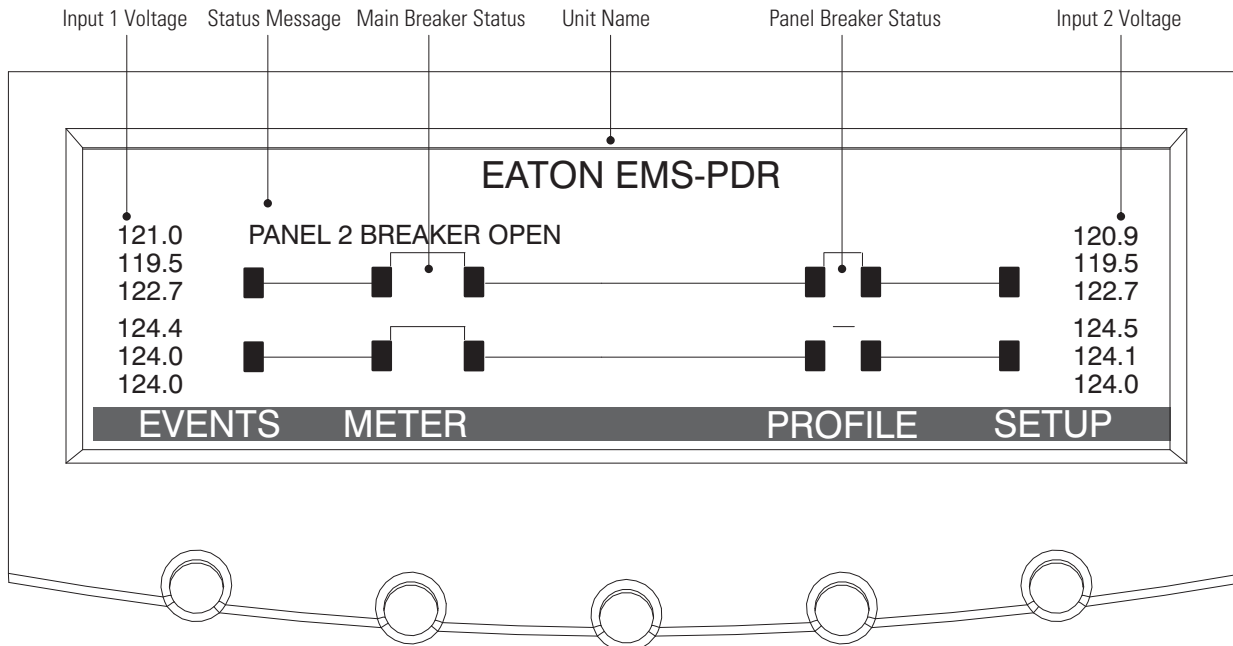 Input 1 Voltage Status Message Main Breaker Status Unit Name Panel Breaker Status Input 2 Voltage
EATON EMS-PDR
121.0 PANEL 2 BREAKER OPEN 120.9
119.5 119.5
122.7 122.7
124.4 124.5
124.0 124.1
124.0 124.0
EVENTS METER PROFILE SETUP